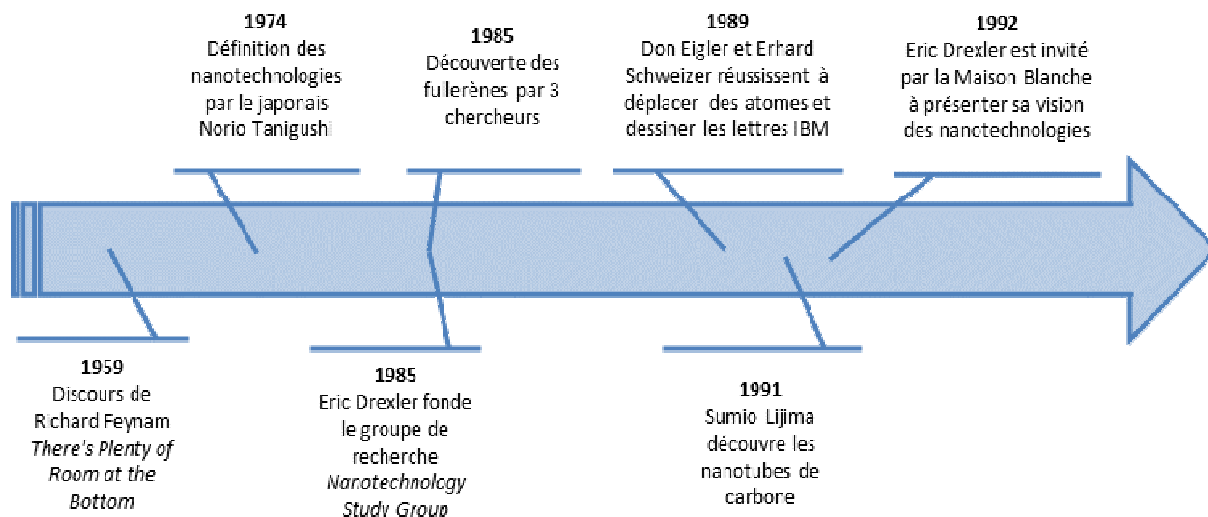 1974
Définition des
nanotechnologies
par le japonais
Norio Tanigushi
1985
Découverte des
fullerènes par 3
chercheurs
1989
Don Eigler et Erhard
Schweizer réussissent à
déplacer des atomes et
dessiner les lettres IBM
1992
Eric Drexler est invité
par la Maison Blanche
à présenter sa vision
des nanotechnologies
1959
Discours de
Richard Feynam
There's Plenty of
Room at the
Bottom
1985
Eric Drexler fonde
le groupe de
recherche
Nanotechnology
Study Group
1991
Sumio Lijima
découvre les
nanotubes de
carbone